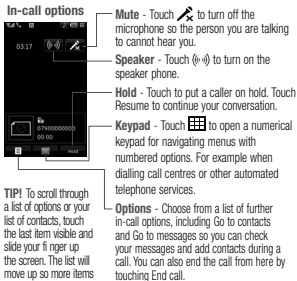 In-call options
03:17
07900000000
00:00
Hold
Mute - Touch to turn off the
microphone so the person you are talking
to cannot hear you.
Speaker - Touch to turn on the
speaker phone.
Hold - Touch to put a caller on hold. Touch
Resume to continue your conversation.
Keypad - Touch to open a numerical
keypad for navigating menus with
numbered options. For example when
dialling call centres or other automated
telephone services.
Options - Choose from a list of further
in-call options, including Go to contacts
and Go to messages so you can check
your messages and add contacts during a
call. You can also end the call from here by
touching End call.
TIP! To scroll through
a list of options or your
list of contacts, touch
the last item visible and
slide your fi nger up
the screen. The list will
move up so more items